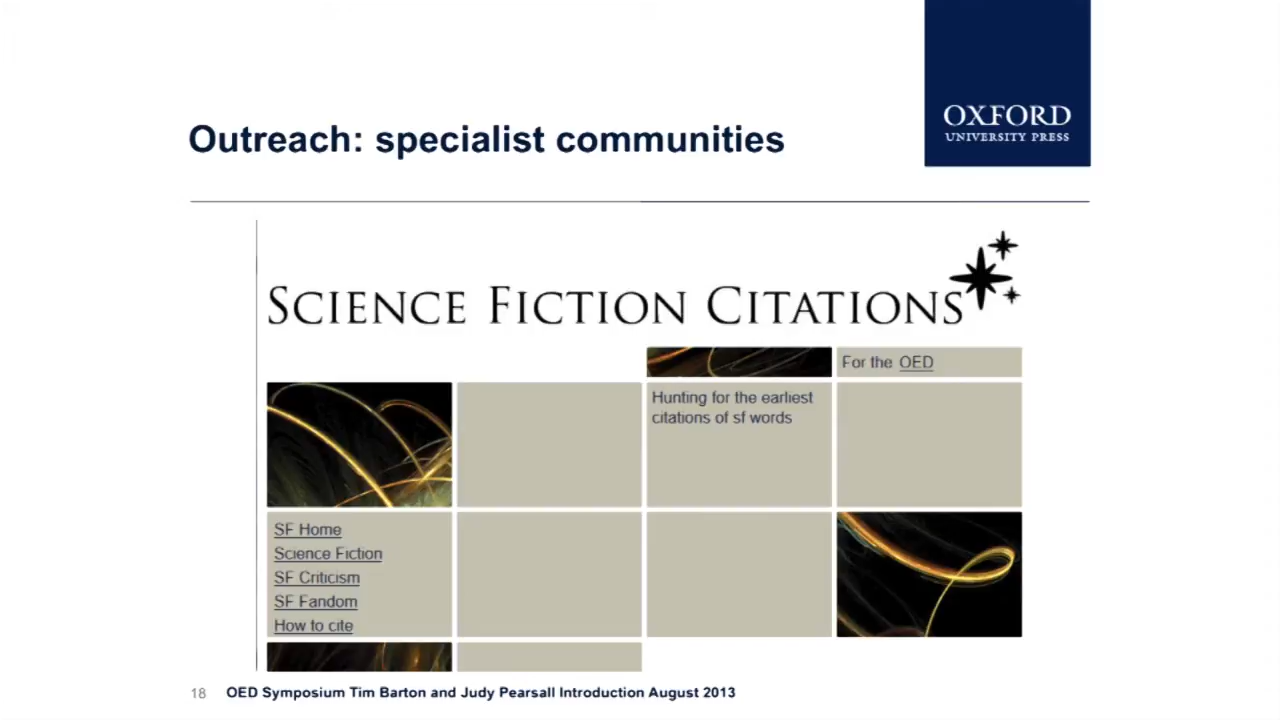 OXFORD
UNIVERSITY PRESS
Outreach: specialist communities
SCIENCE FICTION CITATIONS
For the OED
Hunting for the earliest
citations of sf words
SF Home
Science Fiction
SF Criticism
SF Fandom
How to cite
18 OED Symposium Tim Barton and Judy Pearsall Introduction August 2013